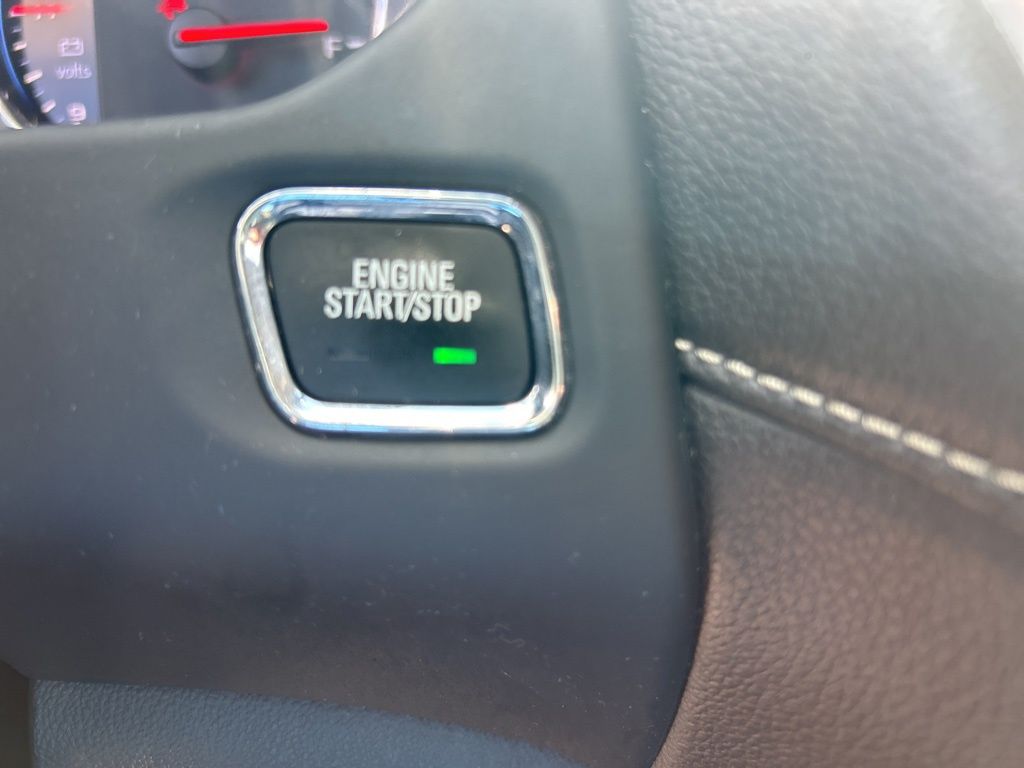 volts
F
ENGINE
START/STOP